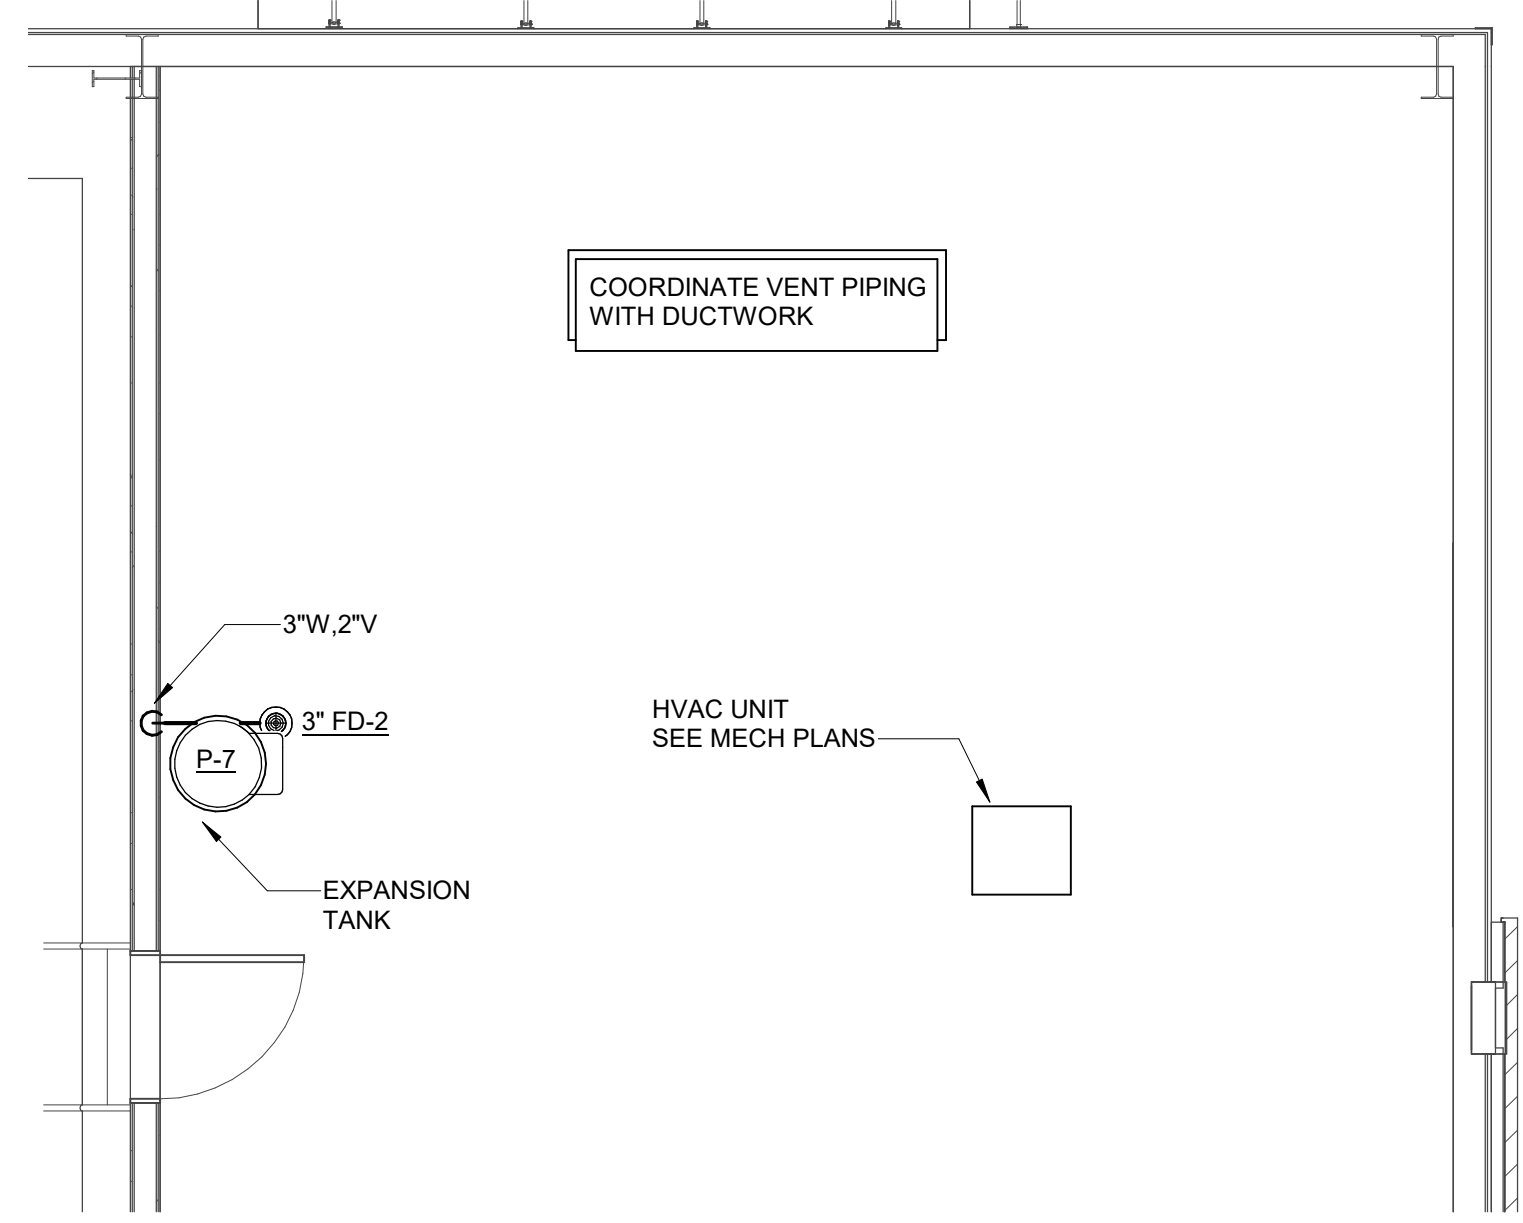 COORDINATE VENT PIPING
WITH DUCTWORK
3"W,2"V
3" FD-2
P-7
HVAC UNIT
SEE MECH PLANS
EXPANSION
TANK